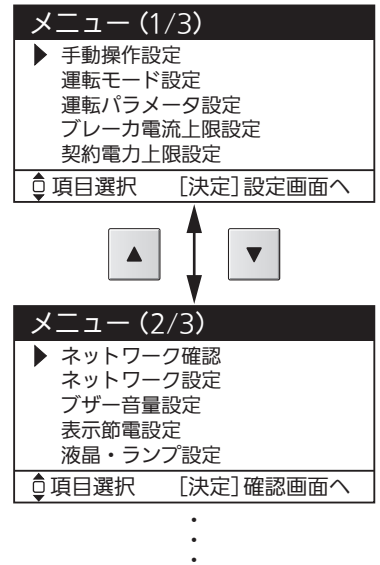 メニュー(1/3)
▶ 手動操作設定
運転モード設定
運転パラメータ設定
ブレーカ電流上限設定
契約電力上限設定
項目選択 [決定]設定画面へ
▲ ▼
メニュー(2/3)
▶ ネットワーク確認
ネットワーク設定
ブザー音量設定
表示節電設定
液晶・ランプ設定
項目選択 [決定]確認画面へ